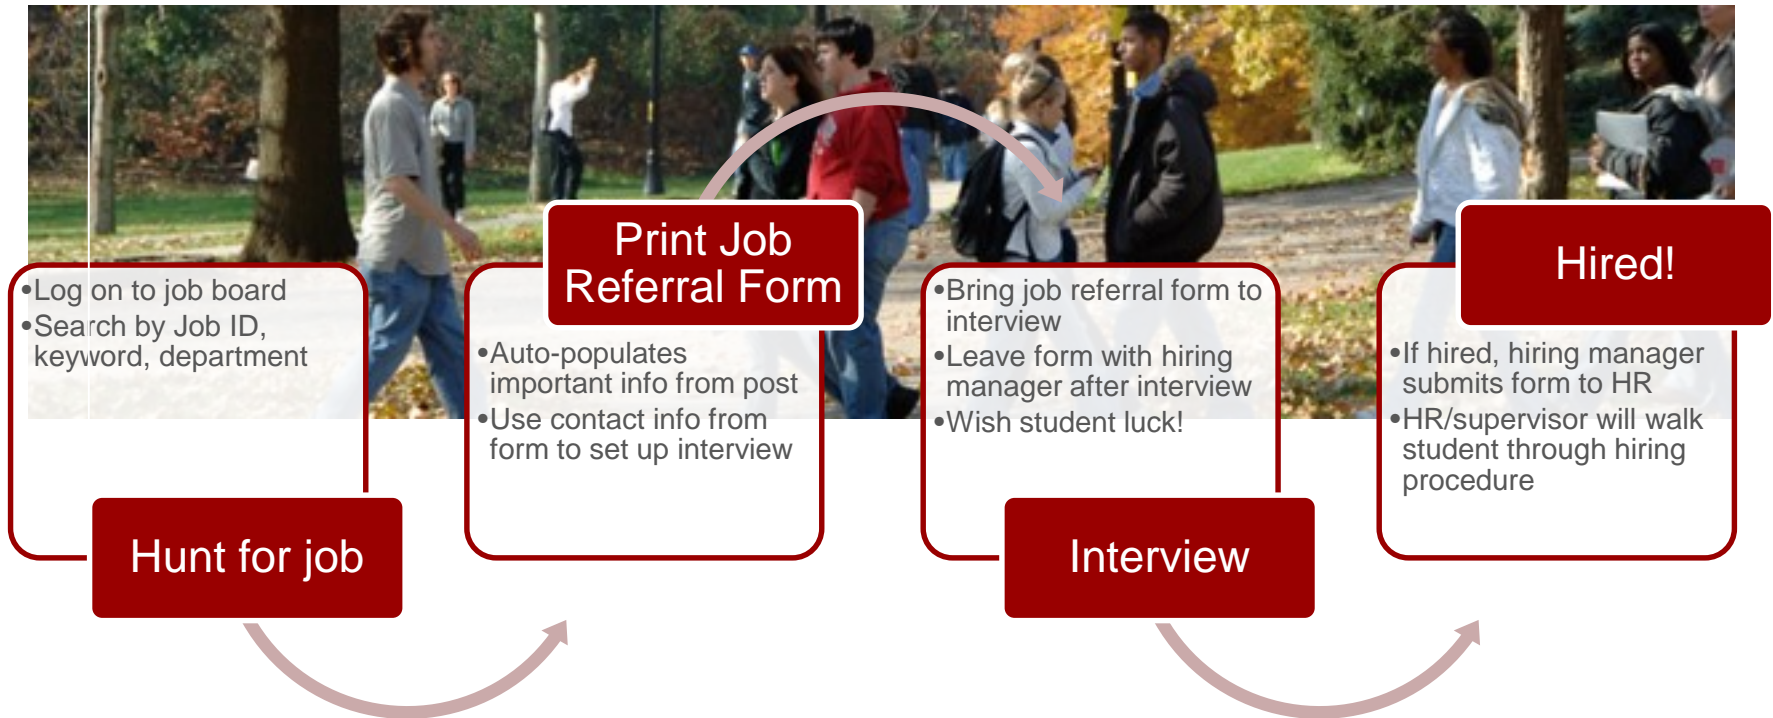 •Log on to job board
•Search by Job ID,
keyword, department
Hunt for job
Print Job
Referral Form
•Auto-populates
important info from post
•Use contact info from
form to set up interview
•Bring job referral form to
interview
•Leave form with hiring
manager after interview
•Wish student luck!
Interview
Hired!
•If hired, hiring manager
submits form to HR
•HR/supervisor will walk
student through hiring
procedure